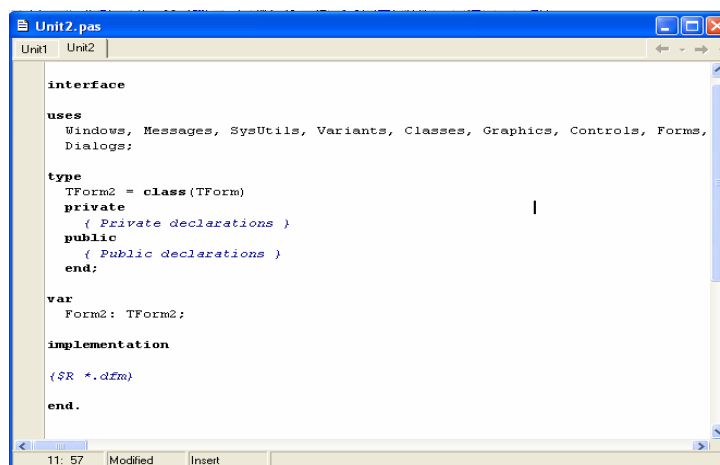 Unit2.pas
Unit1 Unit2
interface
uses
Windows, Messages, SysUtils, Variants, Classes, Graphics, Controls, Forms,
Dialogs;
type
TForm2 = class(TForm)
private
{ Private declarations }
public
{ Public declarations }
end;
var
Form2: TForm2;
implementation
{$R *.dfm}
end.
11: 57 Modified Insert